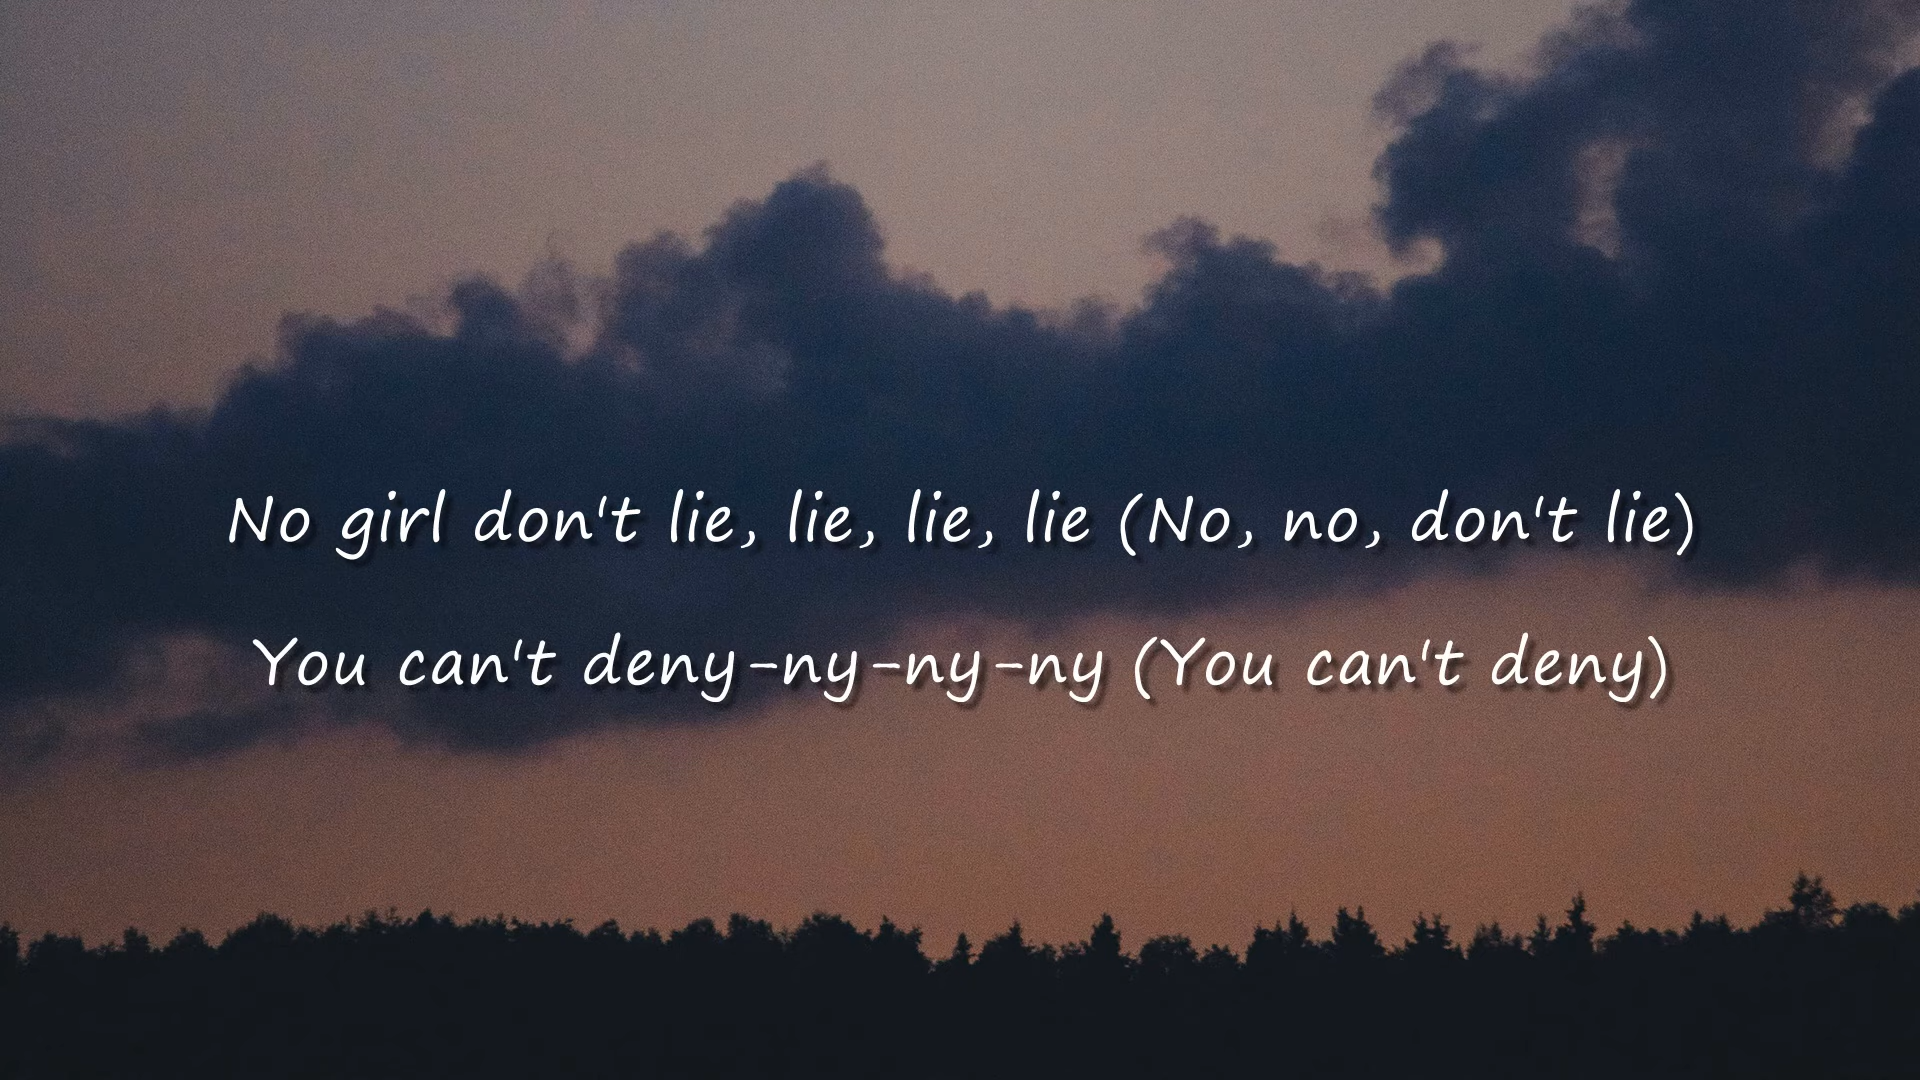 No girl don't lie, lie, lie, lie (No, no, don't lie)
You can't deny-ny-ny-ny (You can't deny)